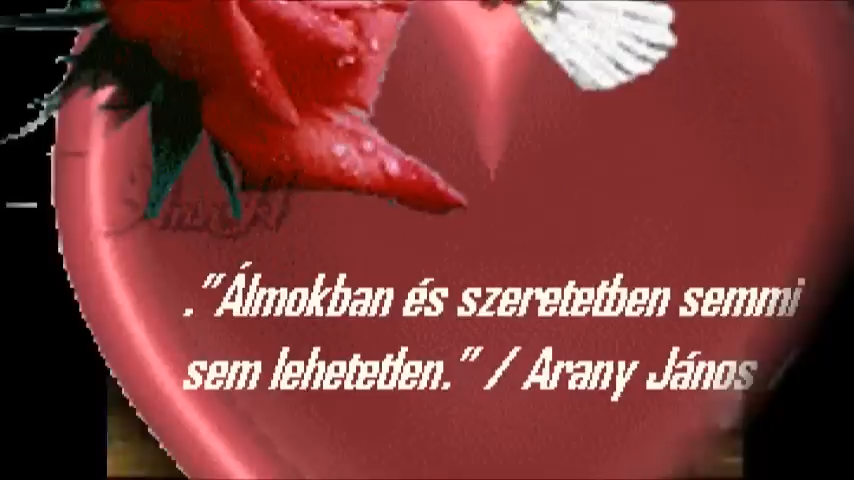 ."Álmokban és szeretetben semmi
sem lehetetlen." / Arany János /